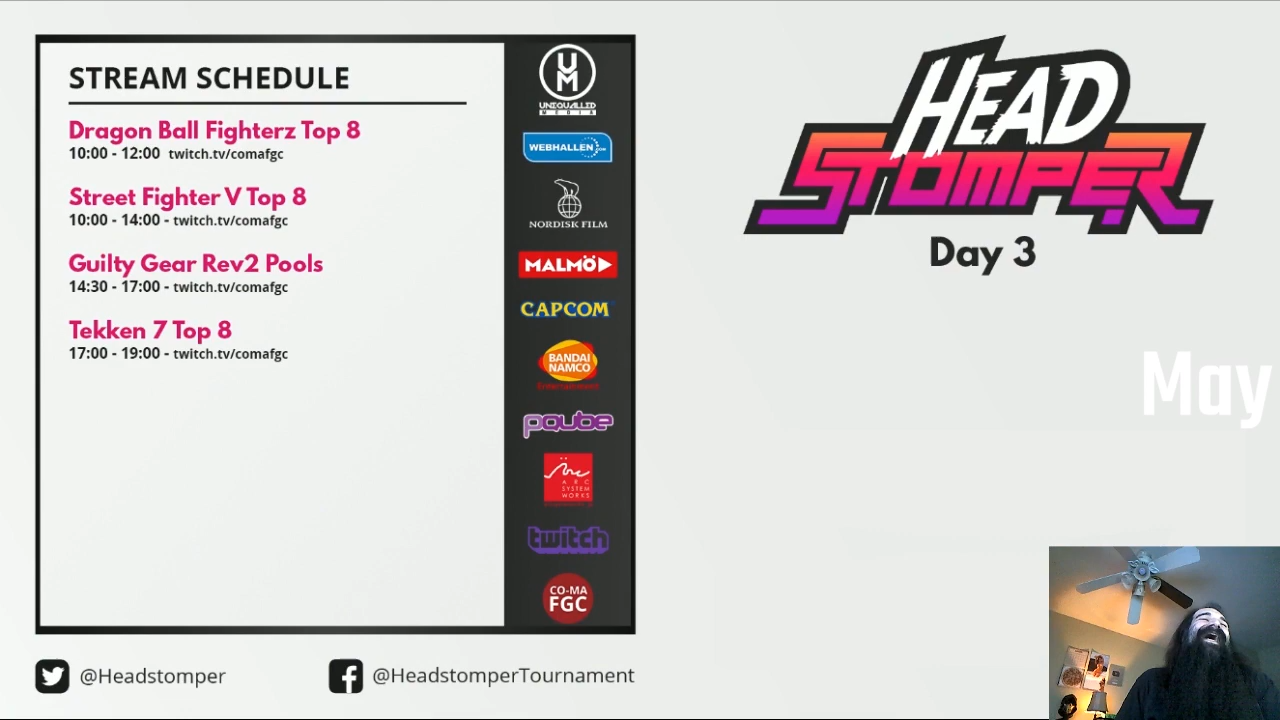 STREAM SCHEDULE
Dragon Ball Fighterz Top 8
10:00 - 12:00 twitch.tv/comafgc
Street Fighter V Top 8
10:00 - 14:00 - twitch.tv/comafgc
Guilty Gear Rev2 Pools
14:30 - 17:00 - twitch.tv/comafgc
Tekken 7 Top 8
17:00 - 19:00 - twitch.tv/comafgc
UM
UNEQUALLED
MEDIA
WEBHALLEN.COM
NORDISK FILM
MALMÖ
CAPCOM
BANDAI
NAMCO
Entertainment
pqube
ARC
SYSTEM
WORKS
twitch
CO-MA
FGC
HEAD
STOMPER
Day 3
May
@Headstomper
@HeadstomperTournament